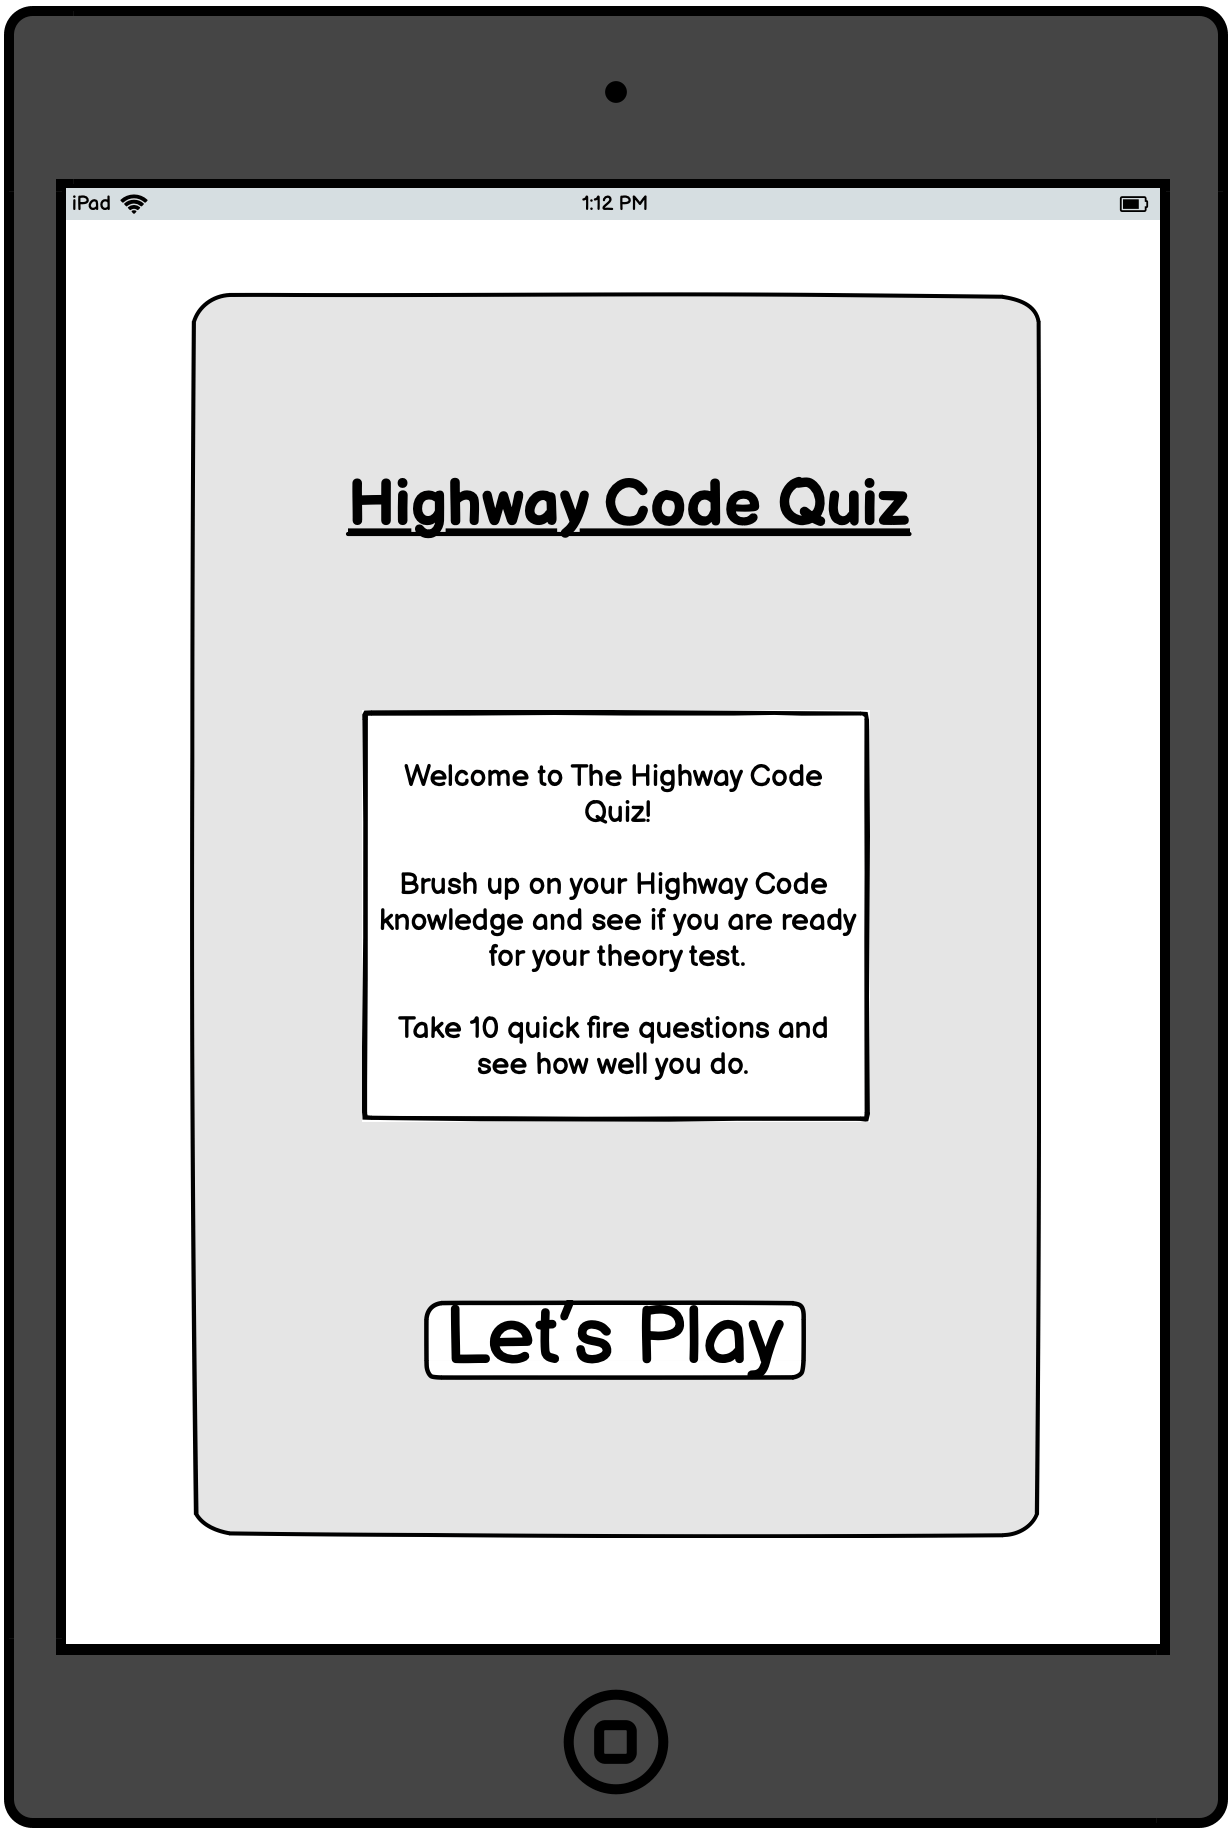 iPad 1:12 PM
Highway Code Quiz
Welcome to The Highway Code
Quiz!
Brush up on your Highway Code
knowledge and see if you are ready
for your theory test.
Take 10 quick fire questions and
see how well you do.
Let's Play